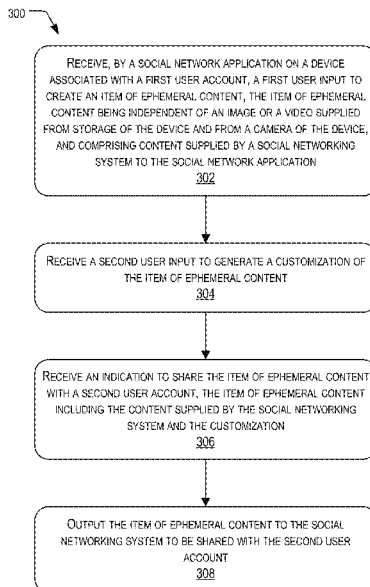 300
RECEIVE, BY A SOCIAL NETWORK APPLICATION ON A DEVICE
ASSOCIATED WITH A FIRST USER ACCOUNT, A FIRST USER INPUT TO
CREATE AN ITEM OF EPHEMERAL CONTENT, THE ITEM OF EPHEMERAL
CONTENT BEING INDEPENDENT OF AN IMAGE OR A VIDEO SUPPLIED
FROM STORAGE OF THE DEVICE AND FROM A CAMERA OF THE DEVICE,
AND COMPRISING CONTENT SUPPLIED BY A SOCIAL NETWORKING
SYSTEM TO THE SOCIAL NETWORK APPLICATION
302
RECEIVE A SECOND USER INPUT TO GENERATE A CUSTOMIZATION OF
THE ITEM OF EPHEMERAL CONTENT
304
RECEIVE AN INDICATION TO SHARE THE ITEM OF EPHEMERAL CONTENT
WITH A SECOND USER ACCOUNT, THE ITEM OF EPHEMERAL CONTENT
INCLUDING THE CONTENT SUPPLIED BY THE SOCIAL NETWORKING
SYSTEM AND THE CUSTOMIZATION
306
OUTPUT THE ITEM OF EPHEMERAL CONTENT TO THE SOCIAL
NETWORKING SYSTEM TO BE SHARED WITH THE SECOND USER
ACCOUNT
308